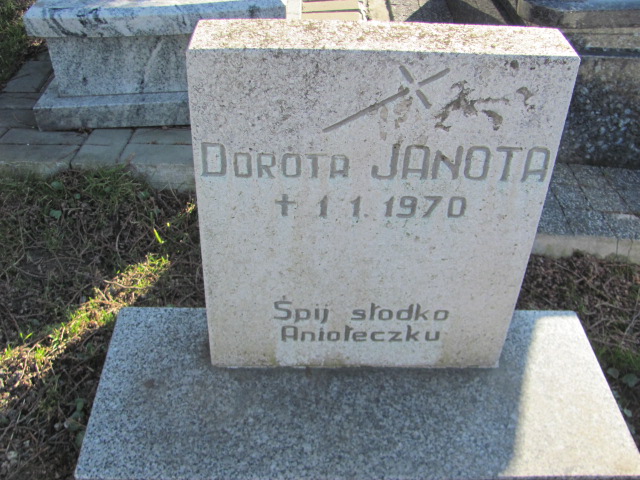 DOROTA JANOTA
† 1 1 1970
Śpij słodko
Aniołeczku